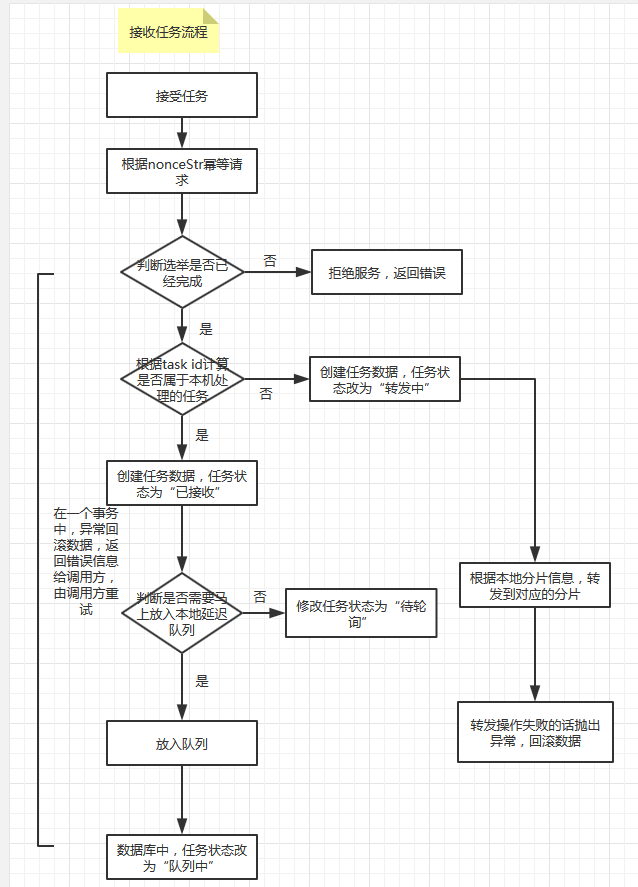 接收任务流程
接受任务
根据nonceStr幂等请
求
判断选举是否已
经完成
否
拒绝服务，返回错误
是
根据task id计算
是否属于本机处
理的任务
否
创建任务数据，任务状
态改为“转发中”
是
创建任务数据，任务状
态为“已接收”
在一个事务
中，异常回
滚数据，返
回错误信息
给调用方，
由调用方重
试
判断是否需要马
上放入本地延迟
队列
否
修改任务状态为“待轮
询”
根据本地分片信息，转
发到对应的分片
是
放入队列
转发操作失败的话抛出
异常，回滚数据
数据库中，任务状态改
为“队列中”